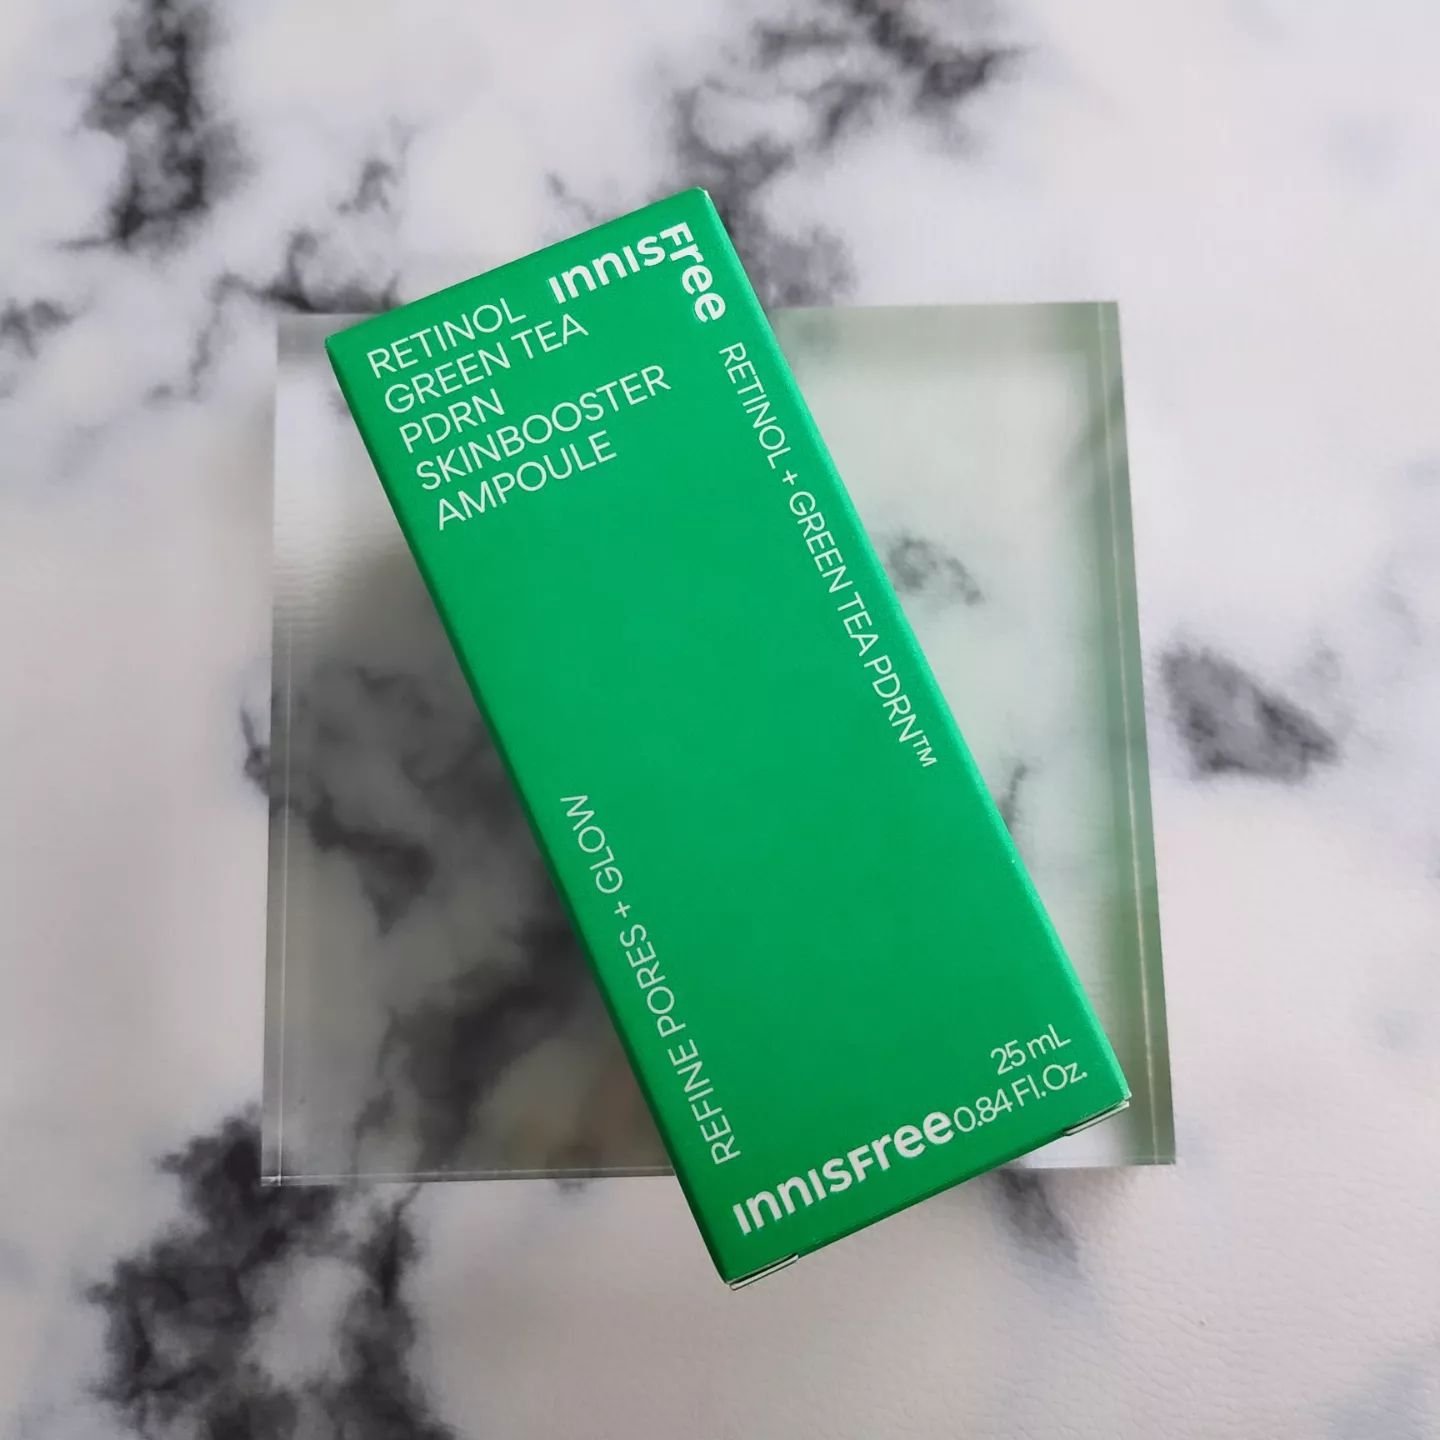 INNISFree
RETINOL
GREEN TEA
PDRN
SKINBOOSTER
AMPOULE
RETINOL + GREEN TEA PDRN™
REFINE PORES + GLOW
25 mL
0.84 Fl.Oz.
INNISFree